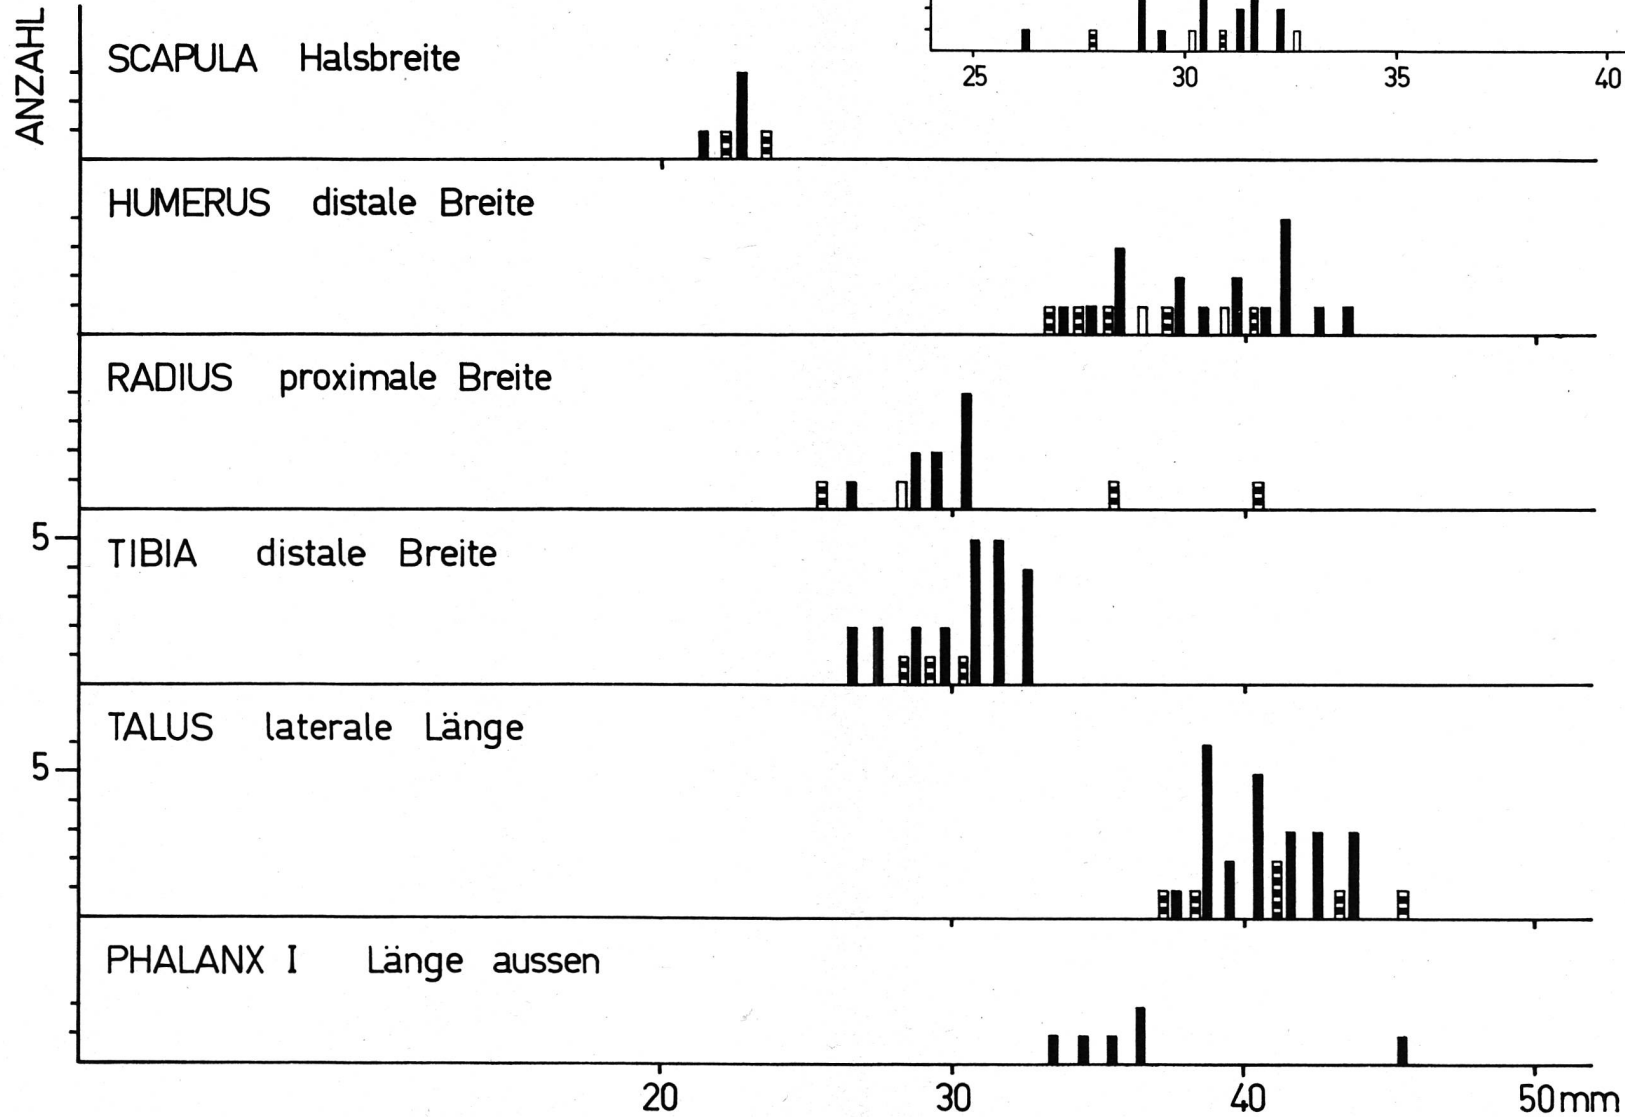 ANZAHL
SCAPULA Halsbreite
25 30 35 40
HUMERUS distale Breite
RADIUS proximale Breite
5
TIBIA distale Breite
TALUS laterale Länge
5
PHALANX I Länge aussen
20 30 40 50mm